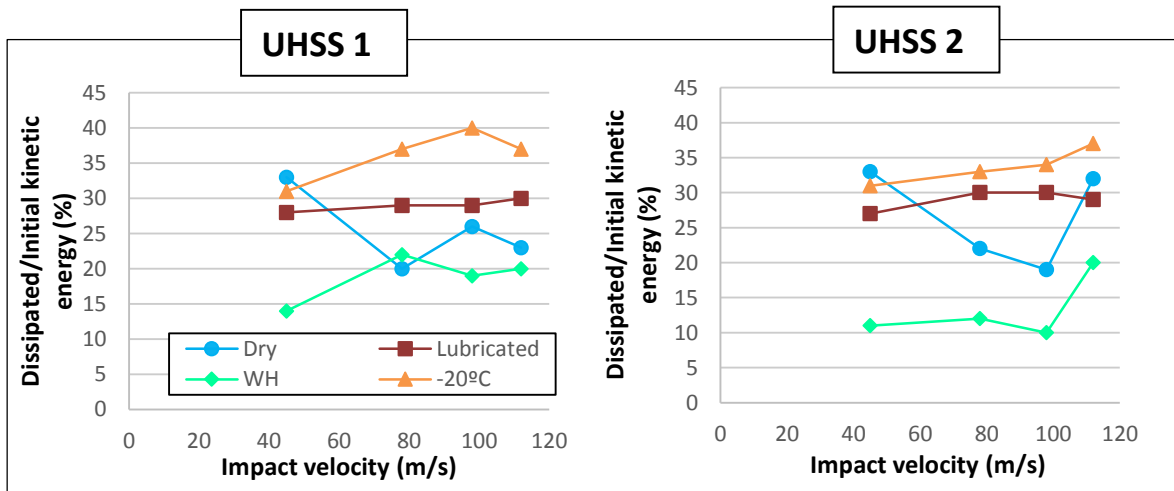 UHSS 1
Dissipated/Initial kinetic
energy (%)
45
40
35
30
25
20
15
10
5
0
Dry
Lubricated
WH
-20ºC
0 20 40 60 80 100 120
Impact velocity (m/s)
UHSS 2
Dissipated/Initial kinetic
energy (%)
45
40
35
30
25
20
15
10
5
0
0 20 40 60 80 100 120
Impact velocity (m/s)